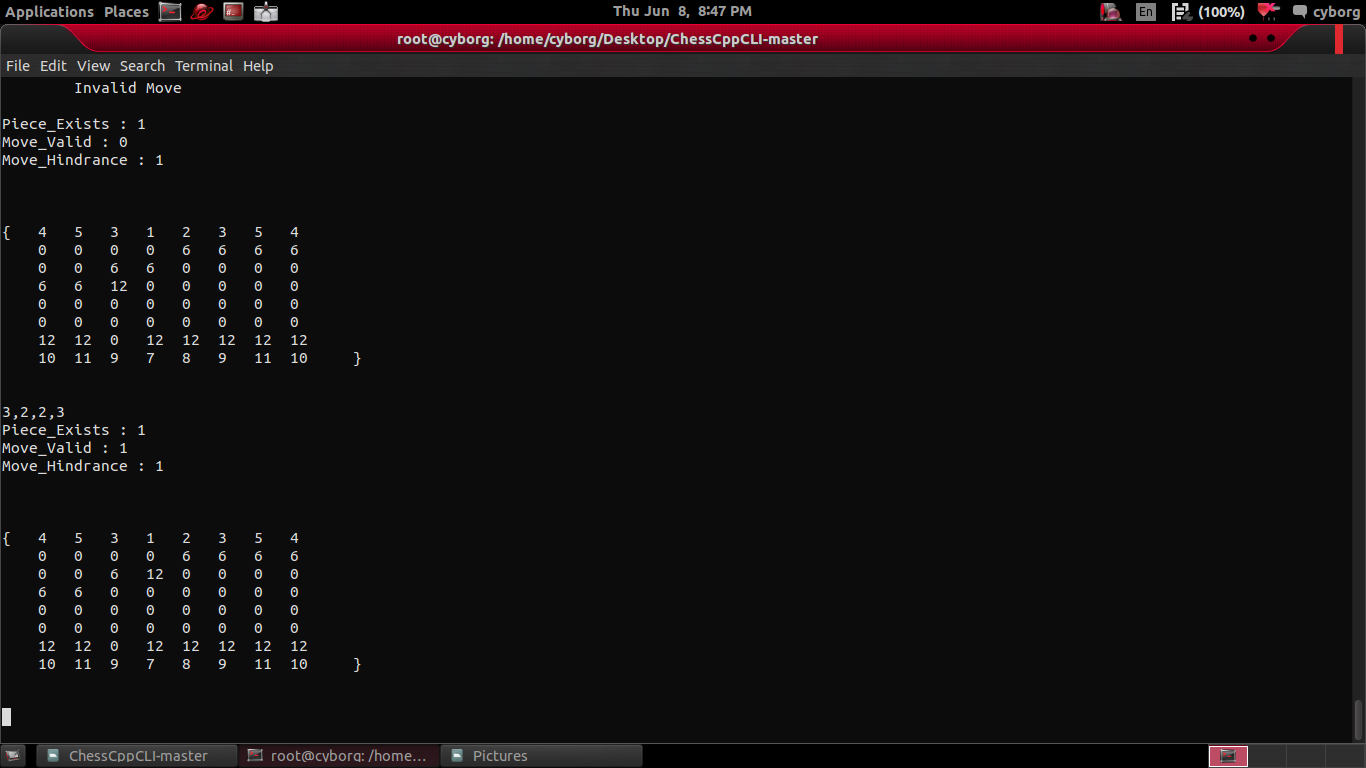 Applications Places Thu Jun 8, 8:47 PM En (100%) cyborg
root@cyborg: /home/cyborg/Desktop/ChessCppCLI-master
File Edit View Search Terminal Help
Invalid Move
Piece_Exists : 1
Move_Valid : 0
Move_Hindrance : 1
{ 4 5 3 1 2 3 5 4
0 0 0 0 6 6 6 6
0 0 6 6 0 0 0 0
6 6 12 0 0 0 0 0
0 0 0 0 0 0 0 0
0 0 0 0 0 0 0 0
12 12 0 12 12 12 12 12
10 11 9 7 8 9 11 10 }
3,2,2,3
Piece_Exists : 1
Move_Valid : 1
Move_Hindrance : 1
{ 4 5 3 1 2 3 5 4
0 0 0 0 6 6 6 6
0 0 6 12 0 0 0 0
6 6 0 0 0 0 0 0
0 0 0 0 0 0 0 0
0 0 0 0 0 0 0 0
12 12 0 12 12 12 12 12
10 11 9 7 8 9 11 10 }
ChessCppCLI-master root@cyborg: /home... Pictures